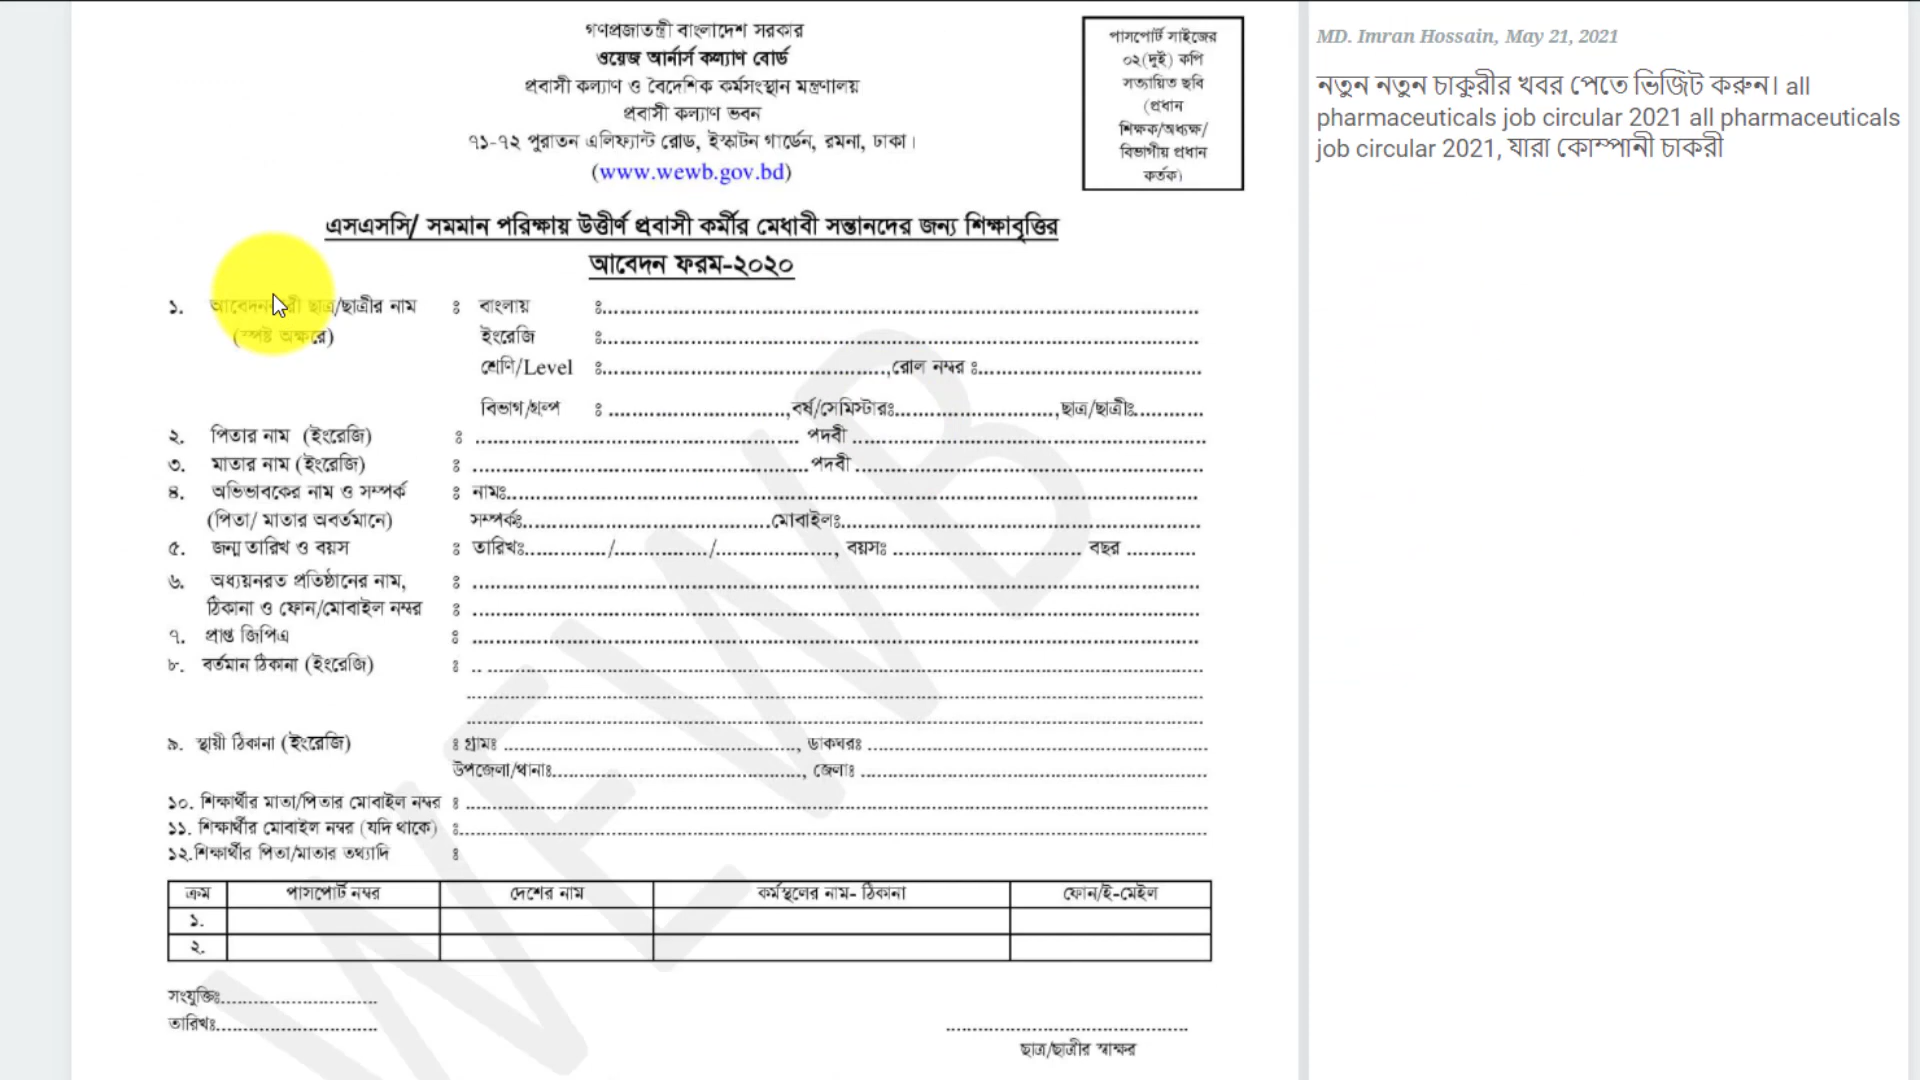 গণপ্রজাতন্ত্রী বাংলাদেশ সরকার
ওয়েজ আর্নার্স কল্যাণ বোর্ড
প্রবাসী কল্যাণ ও বৈদেশিক কর্মসংস্থান মন্ত্রণালয়
প্রবাসী কল্যাণ ভবন
৭১-৭২ পুরাতন এলিফ্যান্ট রোড, ইস্কাটন গার্ডেন, রমনা, ঢাকা।
(www.wewb.gov.bd)
পাসপোর্ট সাইজের
০২(দুই) কপি
সত্যায়িত ছবি
(প্রধান
শিক্ষক/অধ্যক্ষ/
বিভাগীয় প্রধান
কর্তক)
এসএসসি/ সমমান পরিক্ষায় উত্তীর্ণ প্রবাসী কর্মীর মেধাবী সন্তানদের জন্য শিক্ষাবৃত্তির
আবেদন ফরম-২০২০
১. আবেদনকারী ছাত্র/ছাত্রীর নাম ঃ বাংলায় ঃ..........
(স্পষ্ট অক্ষরে) ইংরেজি ঃ..........
শ্রেণি/Level ঃ..........,রোল নম্বর ঃ..........
বিভাগ/গ্রুপ ঃ ..........,বর্ষ/সেমিস্টারঃ..........,ছাত্র/ছাত্রীঃ..........
২. পিতার নাম (ইংরেজি) ঃ .......... পদবী ..........
৩. মাতার নাম (ইংরেজি) ঃ ..........পদবী ..........
৪. অভিভাবকের নাম ও সম্পর্ক ঃ নামঃ..........
(পিতা/ মাতার অবর্তমানে) সম্পর্কঃ..........মোবাইলঃ..........
৫. জন্ম তারিখ ও বয়স ঃ তারিখঃ........../........../.........., বয়সঃ .......... বছর ..........
৬. অধ্যয়নরত প্রতিষ্ঠানের নাম, ঃ ..........
ঠিকানা ও ফোন/মোবাইল নম্বর ঃ ..........
৭. প্রাপ্ত জিপিএ ঃ ..........
৮. বর্তমান ঠিকানা (ইংরেজি) ঃ .. ..........
৯. স্থায়ী ঠিকানা (ইংরেজি) ঃ গ্রামঃ .........., ডাকঘরঃ ..........
উপজেলা/থানাঃ.........., জেলাঃ ..........
১০. শিক্ষার্থীর মাতা/পিতার মোবাইল নম্বর ঃ ..........
১১. শিক্ষার্থীর মোবাইল নম্বর (যদি থাকে) ঃ..........
১২.শিক্ষার্থীর পিতা/মাতার তথ্যাদি ঃ
ক্রম পাসপোর্ট নম্বর দেশের নাম কর্মস্থলের নাম- ঠিকানা ফোন/ই-মেইল
১.
২.
সংযুক্তিঃ..........
তারিখঃ..........
ছাত্র/ছাত্রীর স্বাক্ষর
WEWB
MD. Imran Hossain, May 21, 2021
নতুন নতুন চাকুরীর খবর পেতে ভিজিট করুন। all
pharmaceuticals job circular 2021 all pharmaceuticals
job circular 2021, যারা কোম্পানী চাকরী